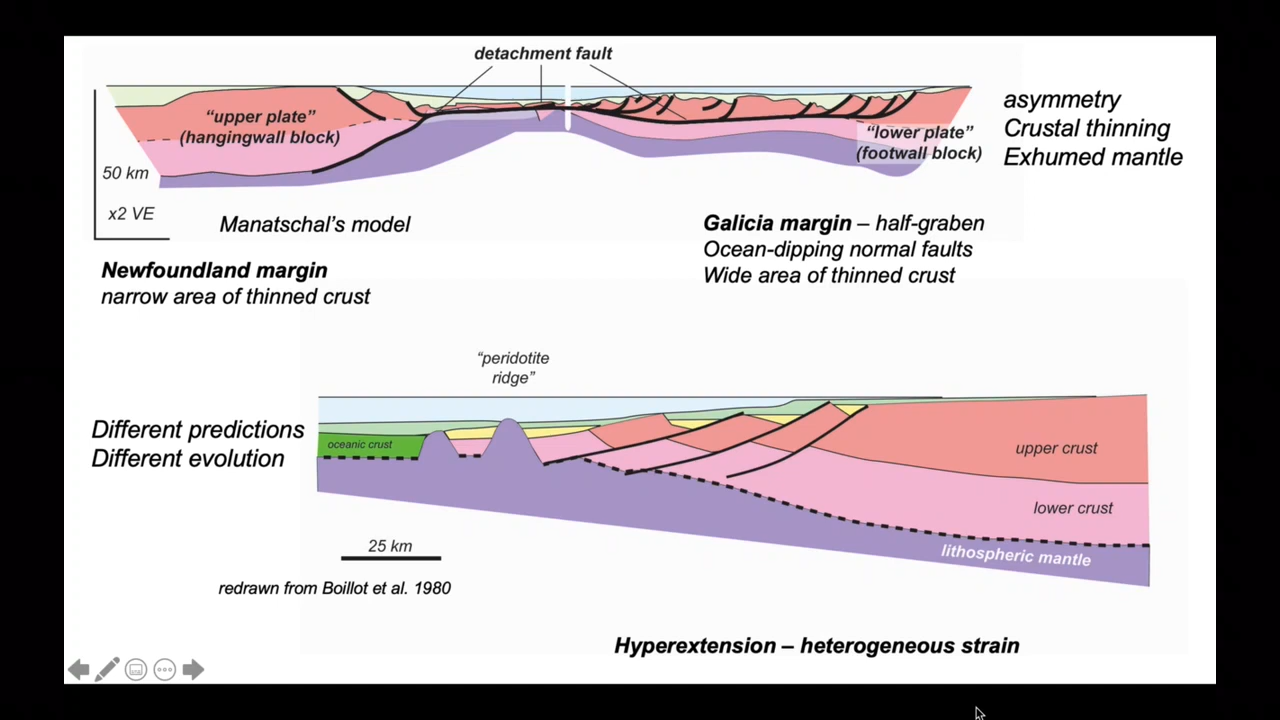 detachment fault
“upper plate”
(hangingwall block)
“lower plate”
(footwall block)
asymmetry
Crustal thinning
Exhumed mantle
50 km
x2 VE
Manatschal’s model
Newfoundland margin
narrow area of thinned crust
Galicia margin – half-graben
Ocean-dipping normal faults
Wide area of thinned crust
“peridotite
ridge”
Different predictions
Different evolution
oceanic crust
upper crust
lower crust
lithospheric mantle
25 km
redrawn from Boillot et al. 1980
Hyperextension – heterogeneous strain